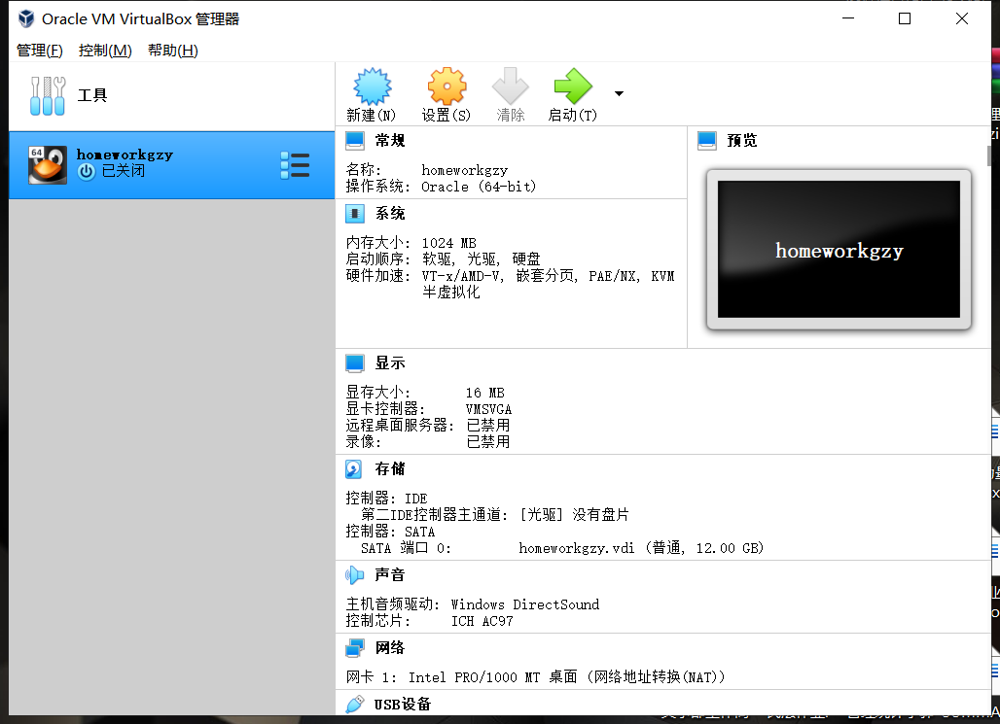 Oracle VM VirtualBox 管理器
管理(F) 控制(M) 帮助(H)
工具
新建(N) 设置(S) 清除 启动(T)
64
homeworkgzy
已关闭
常规
名称: homeworkgzy
操作系统: Oracle (64-bit)
预览
homeworkgzy
系统
内存大小: 1024 MB
启动顺序: 软驱, 光驱, 硬盘
硬件加速: VT-x/AMD-V, 嵌套分页, PAE/NX, KVM
半虚拟化
显示
显存大小: 16 MB
显卡控制器: VMSVGA
远程桌面服务器: 已禁用
录像: 已禁用
存储
控制器: IDE
第二IDE控制器主通道: [光驱] 没有盘片
控制器: SATA
SATA 端口 0: homeworkgzy.vdi (普通, 12.00 GB)
声音
主机音频驱动: Windows DirectSound
控制芯片: ICH AC97
网络
网卡 1: Intel PRO/1000 MT 桌面 (网络地址转换(NAT))
USB设备